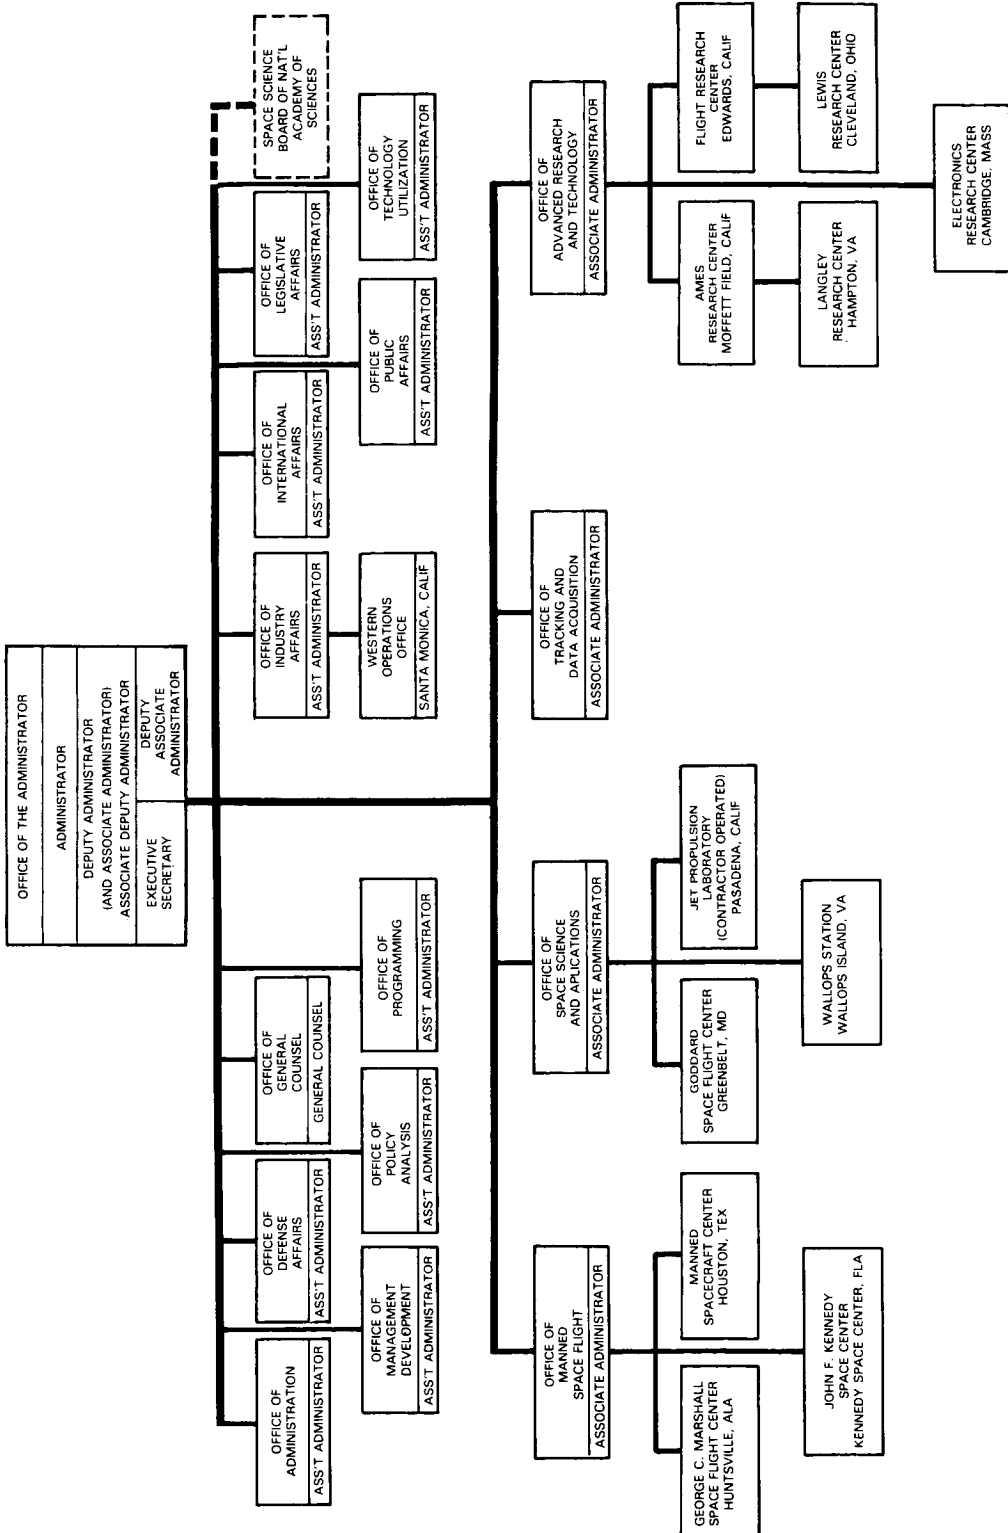 OFFICE OF THE ADMINISTRATOR
ADMINISTRATOR
DEPUTY ADMINISTRATOR
(AND ASSOCIATE ADMINISTRATOR)
ASSOCIATE DEPUTY ADMINISTRATOR
EXECUTIVE
SECRETARY
DEPUTY
ASSOCIATE
ADMINISTRATOR
SPACE SCIENCE
BOARD OF NAT'L
ACADEMY OF
SCIENCES
OFFICE OF
ADMINISTRATION
ASS'T ADMINISTRATOR
OFFICE OF
DEFENSE
AFFAIRS
ASS'T ADMINISTRATOR
OFFICE OF
GENERAL
COUNSEL
GENERAL COUNSEL
OFFICE OF
INDUSTRY
AFFAIRS
ASS'T ADMINISTRATOR
OFFICE OF
INTERNATIONAL
AFFAIRS
ASS'T ADMINISTRATOR
OFFICE OF
LEGISLATIVE
AFFAIRS
ASS'T ADMINISTRATOR
OFFICE OF
MANAGEMENT
DEVELOPMENT
ASS'T ADMINISTRATOR
OFFICE OF
POLICY
ANALYSIS
ASS'T ADMINISTRATOR
OFFICE OF
PROGRAMMING
ASS'T ADMINISTRATOR
WESTERN
OPERATIONS
OFFICE
SANTA MONICA, CALIF
OFFICE OF
PUBLIC
AFFAIRS
ASS'T ADMINISTRATOR
OFFICE OF
TECHNOLOGY
UTILIZATION
ASS'T ADMINISTRATOR
OFFICE OF
MANNED
SPACE FLIGHT
ASSOCIATE ADMINISTRATOR
OFFICE OF
SPACE SCIENCE
AND APLICATIONS
ASSOCIATE ADMINISTRATOR
OFFICE OF
TRACKING AND
DATA ACQUISITION
ASSOCIATE ADMINISTRATOR
OFFICE OF
ADVANCED RESEARCH
AND TECHNOLOGY
ASSOCIATE ADMINISTRATOR
GEORGE C. MARSHALL
SPACE FLIGHT CENTER
HUNTSVILLE, ALA
MANNED
SPACECRAFT CENTER
HOUSTON, TEX
GODDARD
SPACE FLIGHT CENTER
GREENBELT, MD
JET PROPULSION
LABORATORY
(CONTRACTOR OPERATED)
PASADENA, CALIF
AMES
RESEARCH CENTER
MOFFETT FIELD, CALIF
FLIGHT RESEARCH
CENTER
EDWARDS, CALIF
JOHN F. KENNEDY
SPACE CENTER
KENNEDY SPACE CENTER, FLA
WALLOPS STATION
WALLOPS ISLAND, VA
LANGLEY
RESEARCH CENTER
HAMPTON, VA
LEWIS
RESEARCH CENTER
CLEVELAND, OHIO
ELECTRONICS
RESEARCH CENTER
CAMBRIDGE, MASS